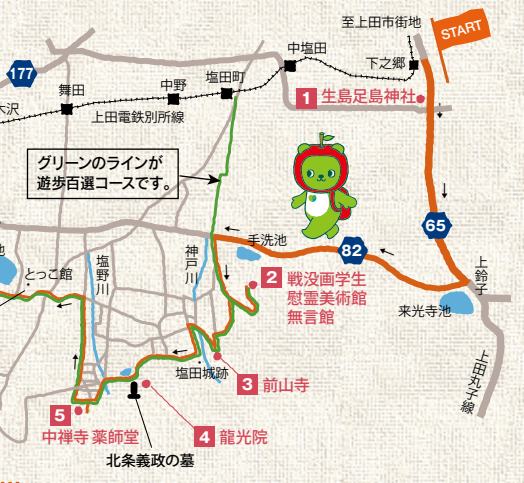 至上田市街地
START
177
中塩田
下之郷
舞田
中野
塩田町
1 生島足島神社
木沢
上田電鉄別所線
グリーンのラインが
遊歩百選コースです。
65
手洗池
82
神戸川
塩野川
池
とっこ館
上鈴子
2 戦没画学生
慰霊美術館
無言館
来光寺池
塩田城跡
3 前山寺
上田丸子線
5
中禅寺 薬師堂
4 龍光院
北条義政の墓